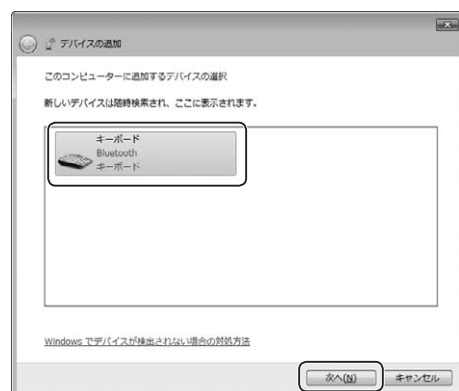 デバイスの追加
このコンピューターに追加するデバイスの選択
新しいデバイスは随時検索され、ここに表示されます。
キーボード
Bluetooth
キーボード
Windows でデバイスが検出されない場合の対処方法
次へ(N)
キャンセル